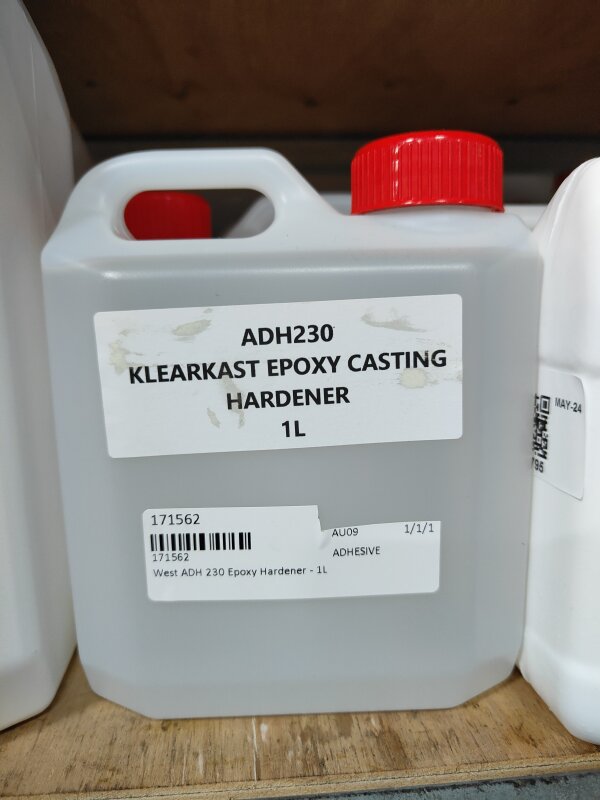 ADH230
KLEARKAST EPOXY CASTING
HARDENER
1L
171562
171562
West ADH 230 Epoxy Hardener - 1L
AU09 1/1/1
ADHESIVE
MAY-24
795